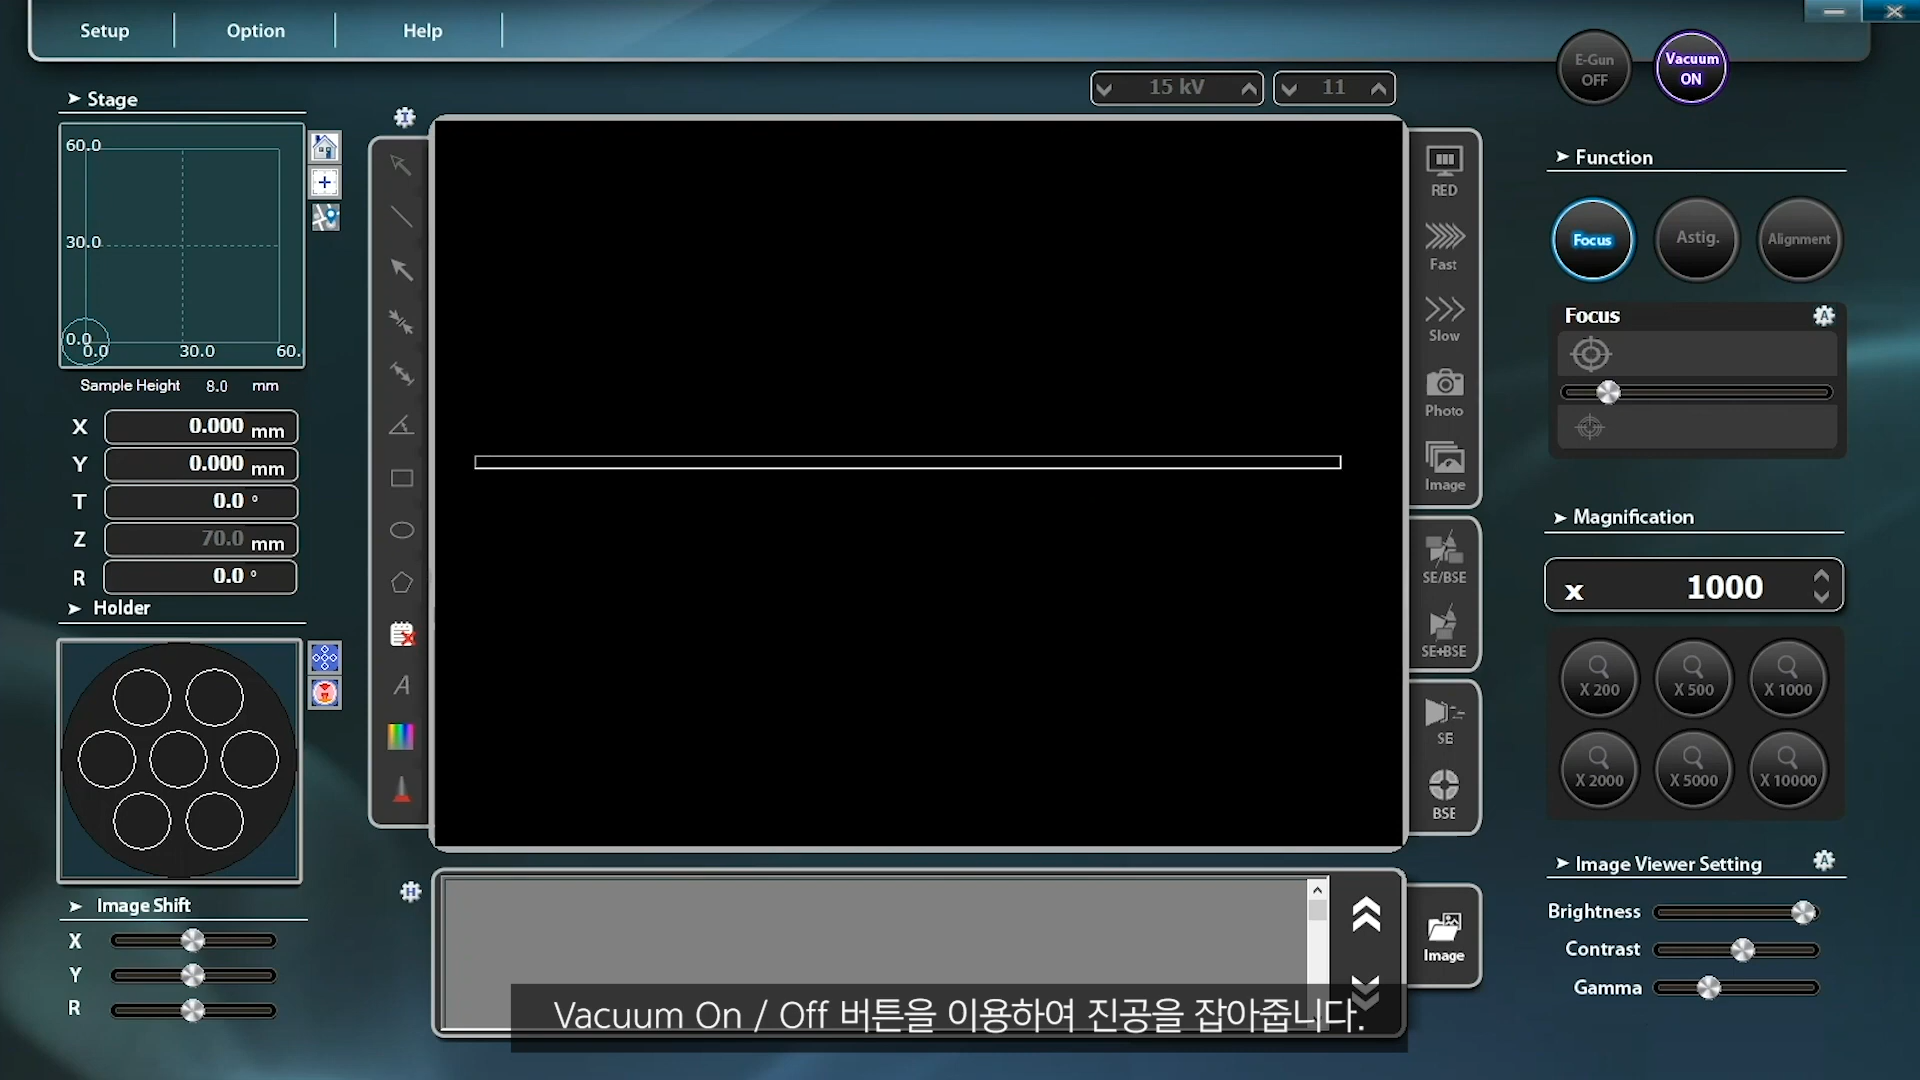 Setup
Option
Help
E-Gun
OFF
Vacuum
ON
15 kV
11
Stage
60.0
30.0
0.0
0.0
30.0
60.
Sample Height 8.0 mm
X 0.000 mm
Y 0.000 mm
T 0.0 °
Z 70.0 mm
R 0.0 °
Holder
Image Shift
X
Y
R
A
RED
Fast
Slow
Photo
Image
SE/BSE
SE+BSE
SE
BSE
Image
Function
Focus
Astig.
Alignment
Focus
A
Magnification
x 1000
X 200
X 500
X 1000
X 2000
X 5000
X 10000
Image Viewer Setting
A
Brightness
Contrast
Gamma
Vacuum On / Off 버튼을 이용하여 진공을 잡아줍니다.